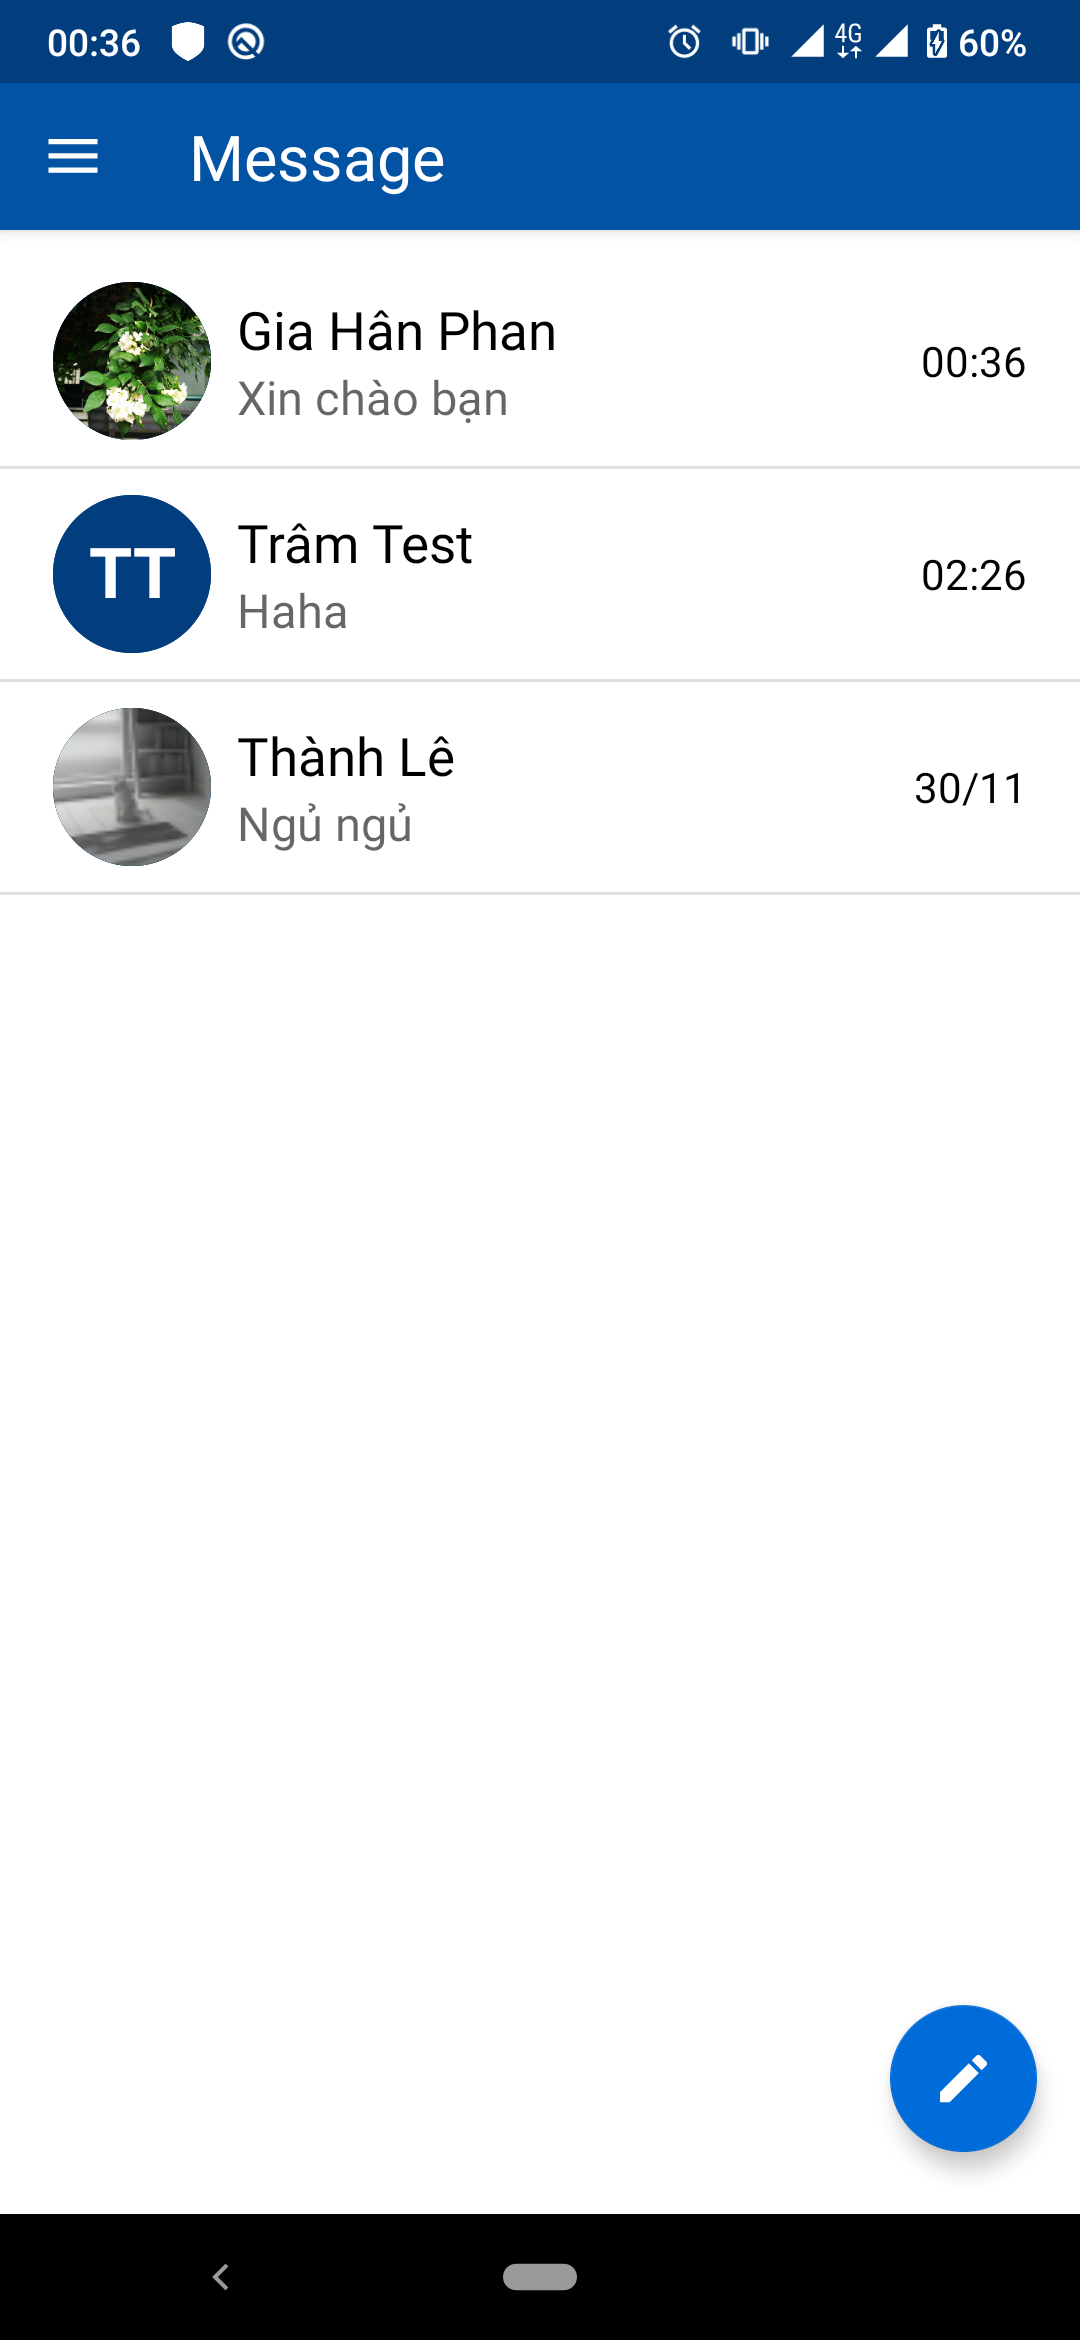 00:36 4G 60%
Message
Gia Hân Phan
Xin chào bạn
00:36
TT
Trâm Test
Haha
02:26
Thành Lê
Ngủ ngủ
30/11